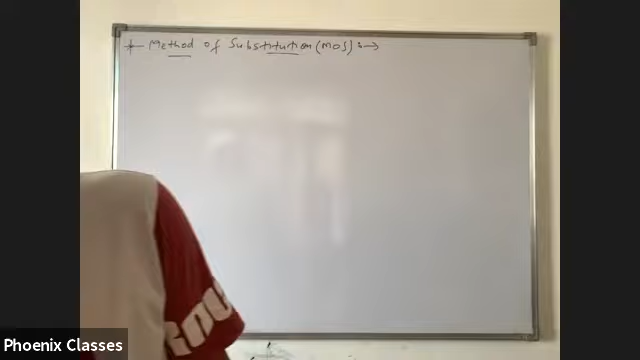 * Method of Substitution (MOS) :→
Phoenix Classes